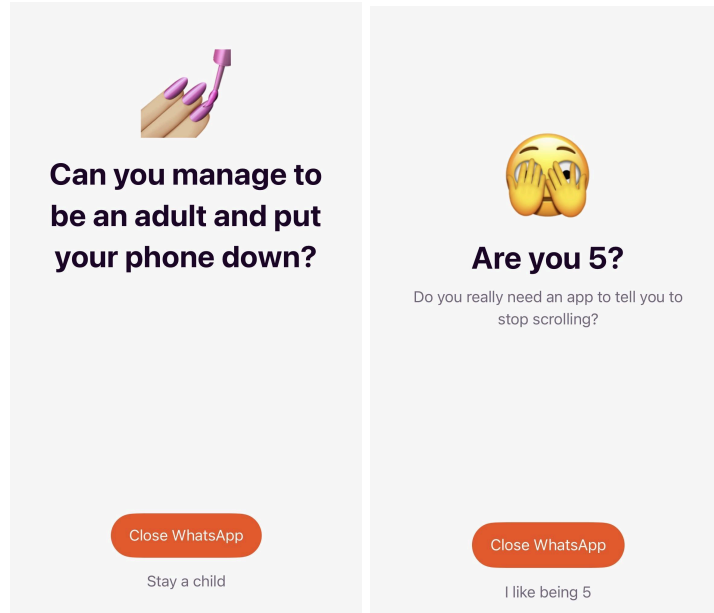 Can you manage to
be an adult and put
your phone down?
Close WhatsApp
Stay a child
Are you 5?
Do you really need an app to tell you to
stop scrolling?
Close WhatsApp
I like being 5